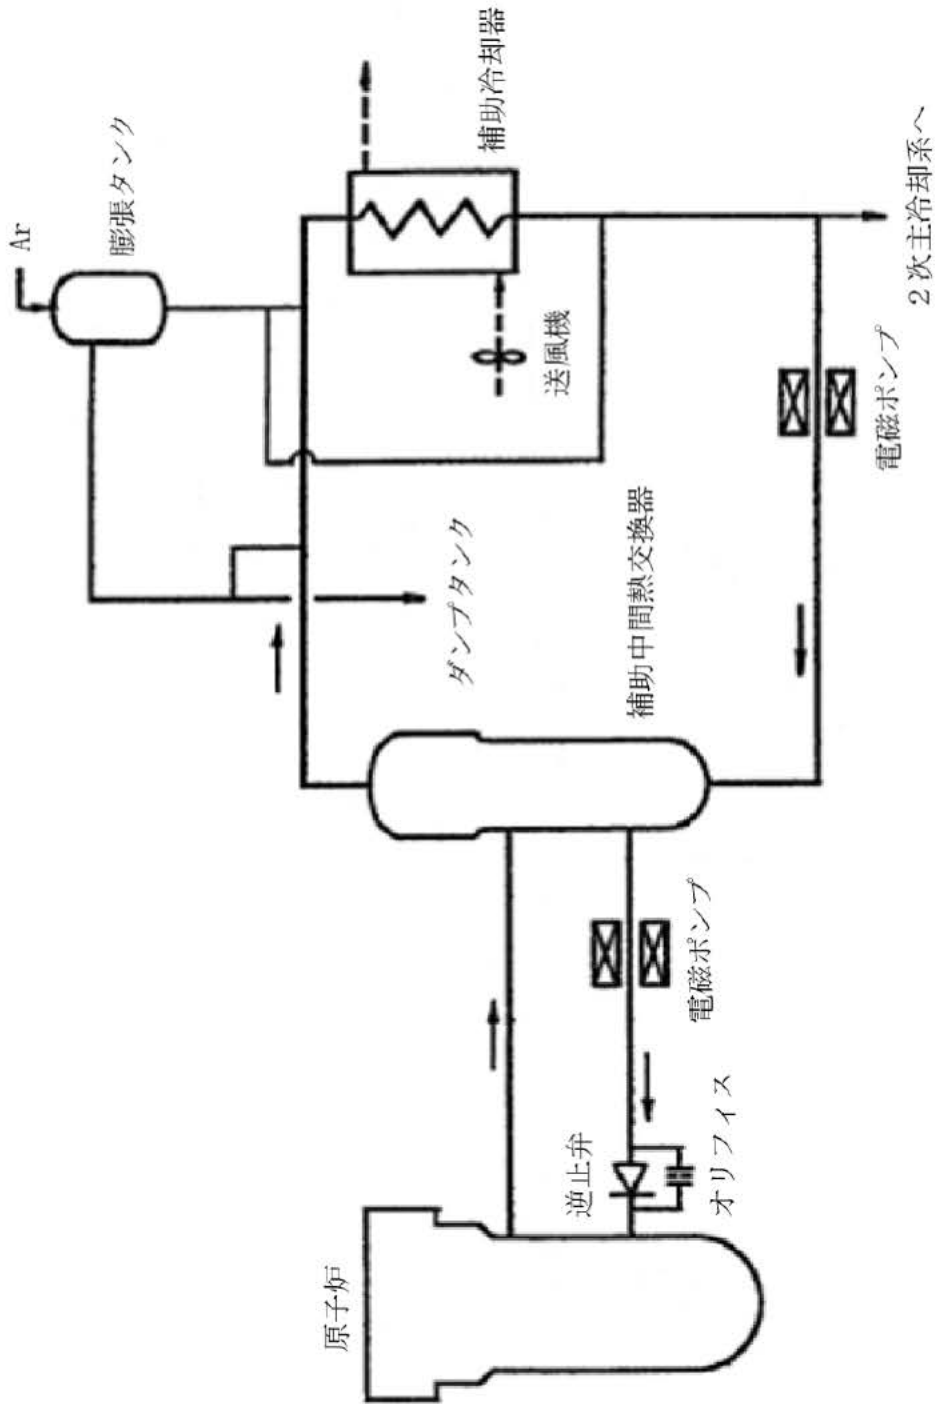 Ar
膨張タンク
補助冷却器
送風機
2次主冷却系へ
電磁ポンプ
ダンプタンク
補助中間熱交換器
電磁ポンプ
逆止弁
オリフィス
原子炉